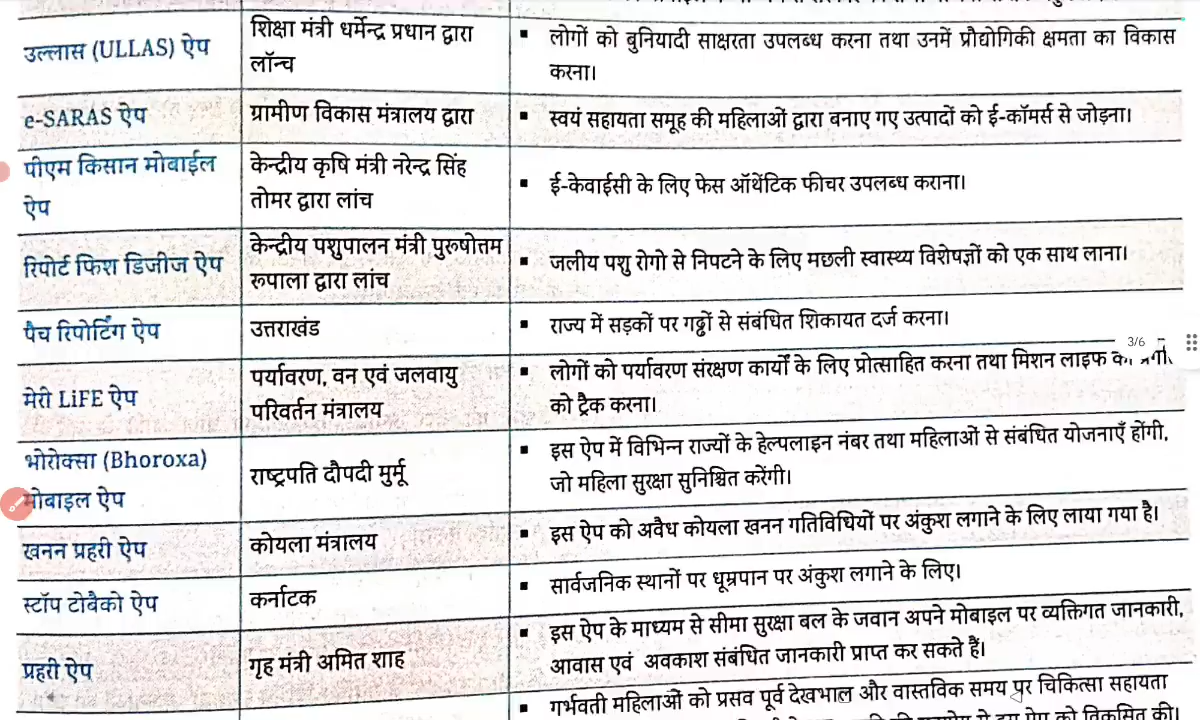 उल्लास (ULLAS) ऐप
शिक्षा मंत्री धर्मेन्द्र प्रधान द्वारा
लॉन्च
▪ लोगों को बुनियादी साक्षरता उपलब्ध करना तथा उनमें प्रौद्योगिकी क्षमता का विकास
करना।
e-SARAS ऐप
ग्रामीण विकास मंत्रालय द्वारा
▪ स्वयं सहायता समूह की महिलाओं द्वारा बनाए गए उत्पादों को ई-कॉमर्स से जोड़ना।
पीएम किसान मोबाईल
ऐप
केन्द्रीय कृषि मंत्री नरेन्द्र सिंह
तोमर द्वारा लांच
▪ ई-केवाईसी के लिए फेस ऑथेंटिक फीचर उपलब्ध कराना।
रिपोर्ट फिश डिजीज ऐप
केन्द्रीय पशुपालन मंत्री पुरूषोत्तम
रूपाला द्वारा लांच
▪ जलीय पशु रोगो से निपटने के लिए मछली स्वास्थ्य विशेषज्ञों को एक साथ लाना।
पैच रिपोर्टिंग ऐप
उत्तराखंड
▪ राज्य में सड़कों पर गढ्ढों से संबंधित शिकायत दर्ज करना।
3/6
मेरी LiFE ऐप
पर्यावरण, वन एवं जलवायु
परिवर्तन मंत्रालय
▪ लोगों को पर्यावरण संरक्षण कार्यों के लिए प्रोत्साहित करना तथा मिशन लाइफ
को ट्रैक करना।
भोरोक्सा (Bhoroxa)
मोबाइल ऐप
राष्ट्रपति दौपदी मुर्मू
▪ इस ऐप में विभिन्न राज्यों के हेल्पलाइन नंबर तथा महिलाओं से संबंधित योजनाएँ होंगी,
जो महिला सुरक्षा सुनिश्चित करेंगी।
खनन प्रहरी ऐप
कोयला मंत्रालय
▪ इस ऐप को अवैध कोयला खनन गतिविधियों पर अंकुश लगाने के लिए लाया गया है।
स्टॉप टोबैको ऐप
कर्नाटक
▪ सार्वजनिक स्थानों पर धूम्रपान पर अंकुश लगाने के लिए।
प्रहरी ऐप
गृह मंत्री अमित शाह
▪ इस ऐप के माध्यम से सीमा सुरक्षा बल के जवान अपने मोबाइल पर व्यक्तिगत जानकारी,
आवास एवं अवकाश संबंधित जानकारी प्राप्त कर सकते हैं।
▪ गर्भवती महिलाओं को प्रसव पूर्व देखभाल और वास्तविक समय पर चिकित्सा सहायता
ऐप को विकसित की।